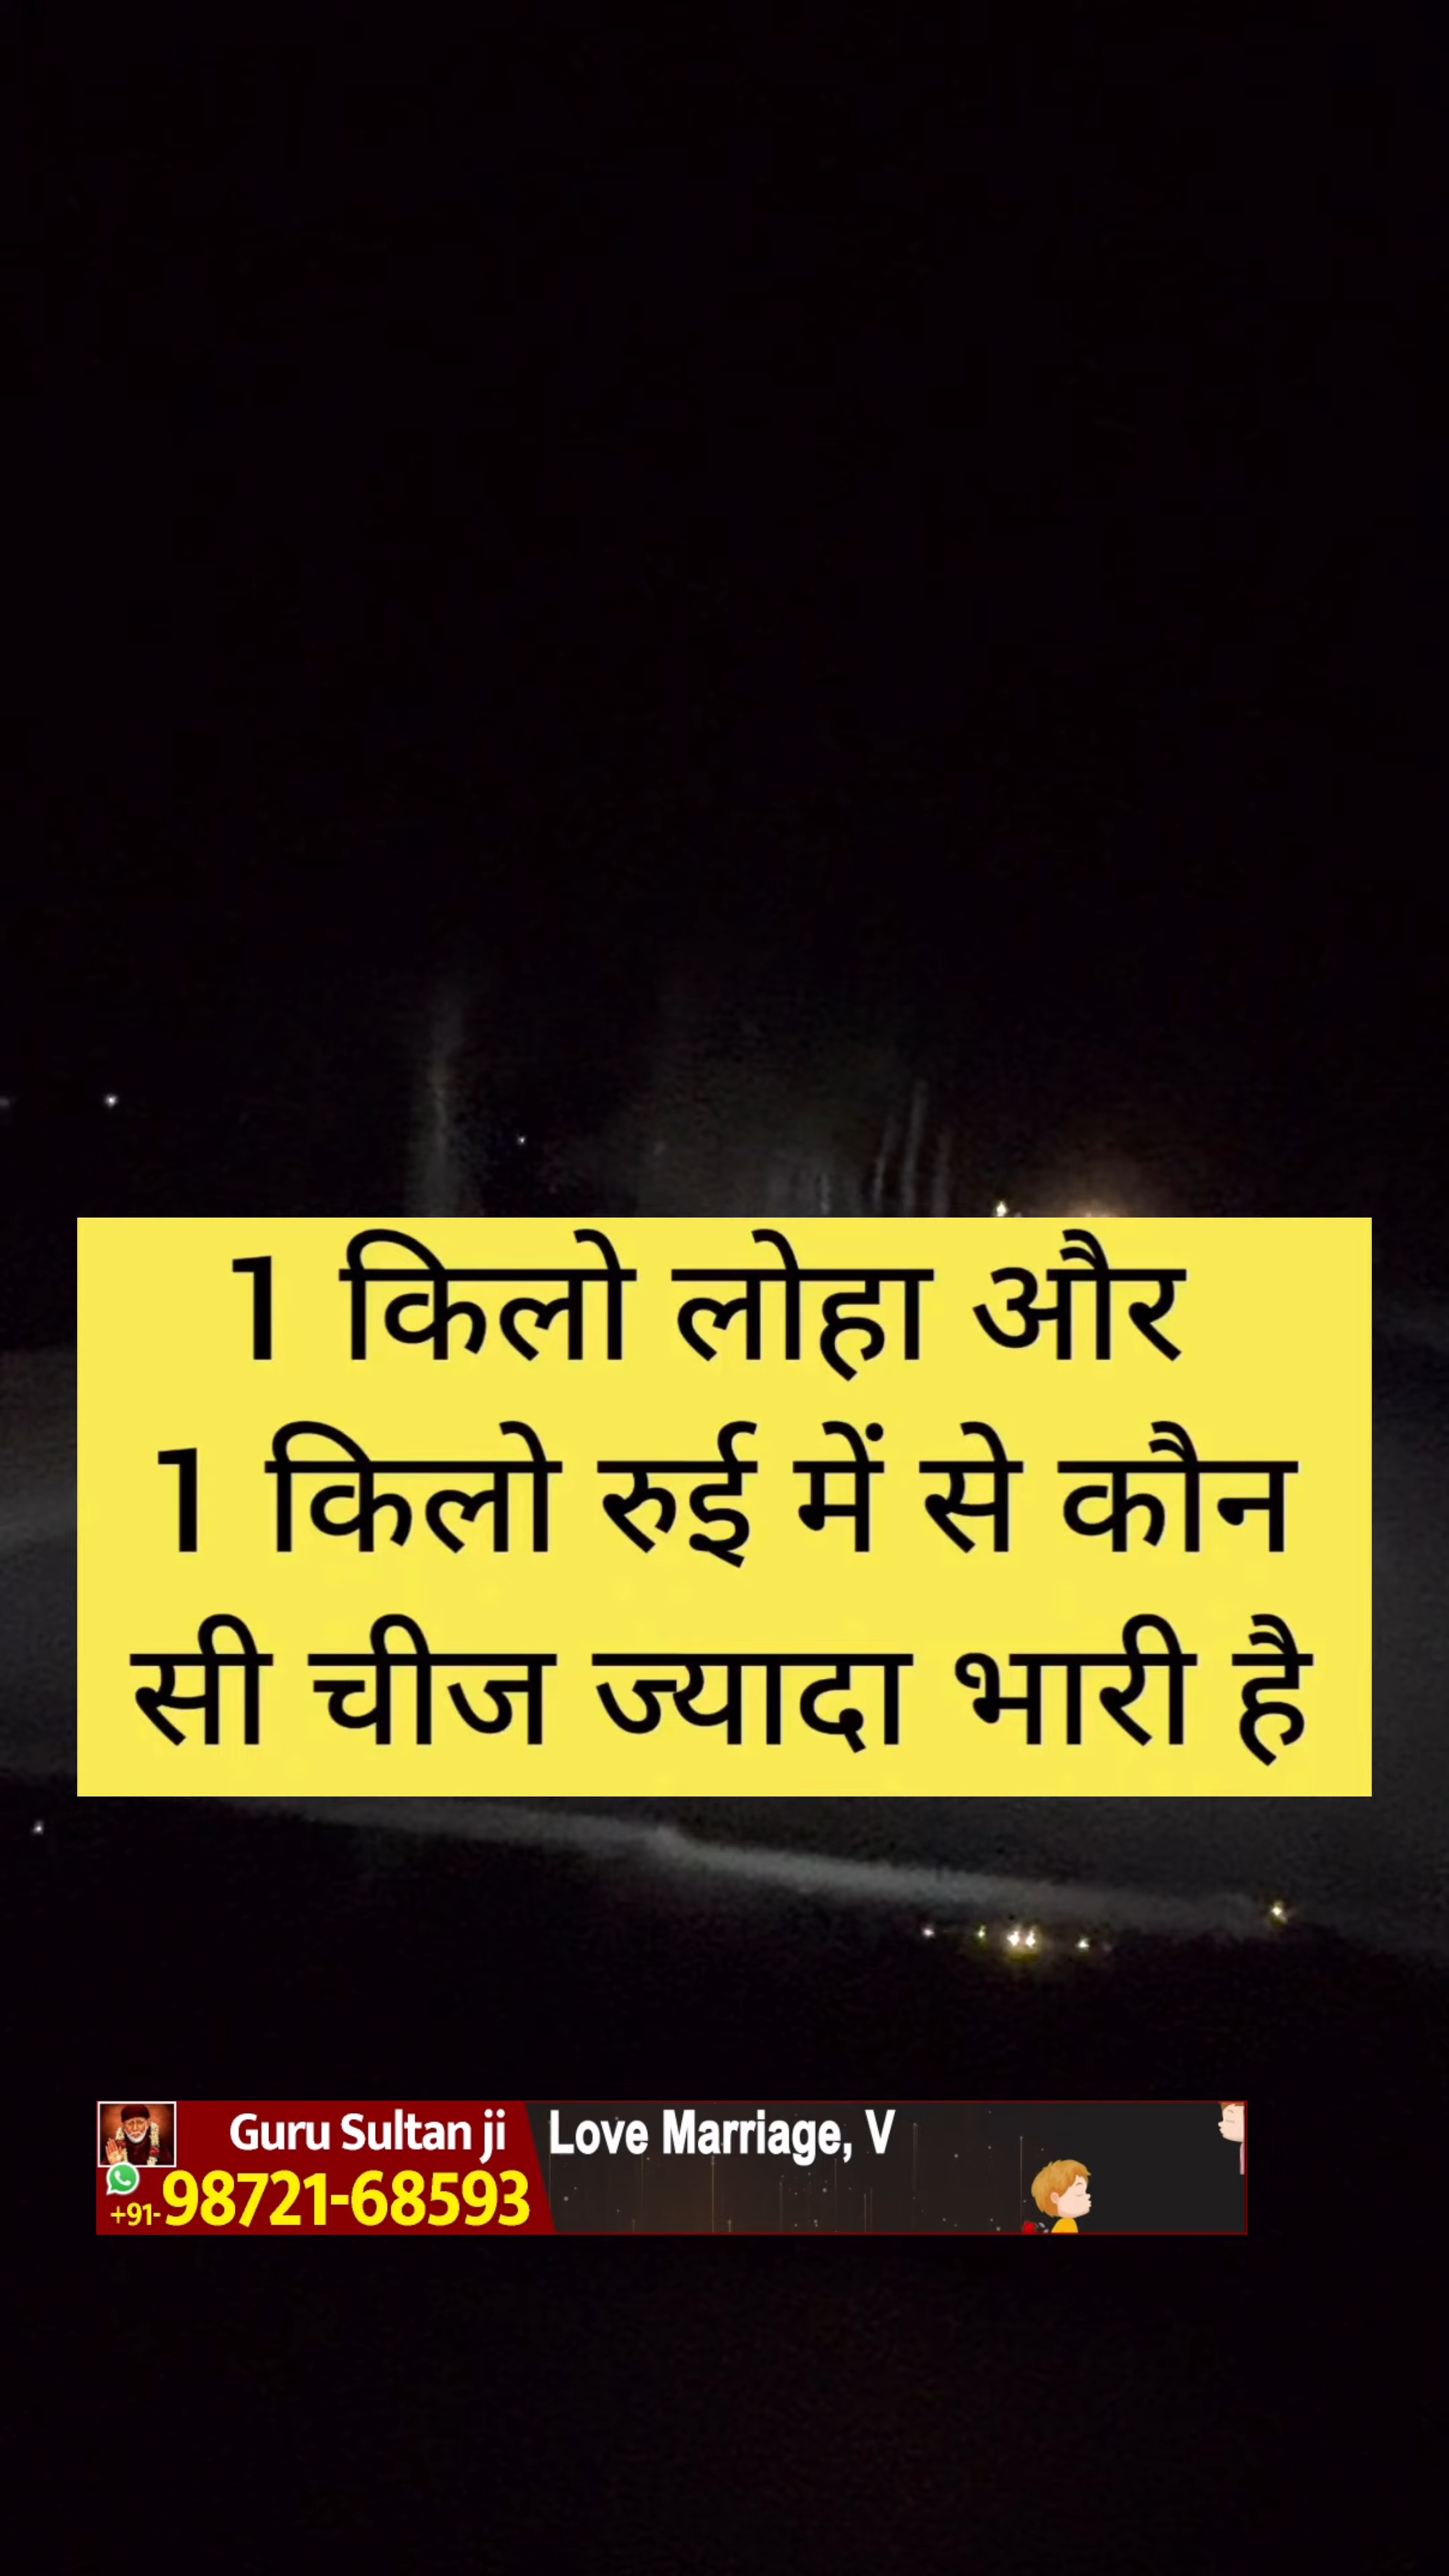 1 किलो लोहा और
1 किलो रुई में से कौन
सी चीज ज्यादा भारी है
Guru Sultan ji
Love Marriage, V
+91-98721-68593